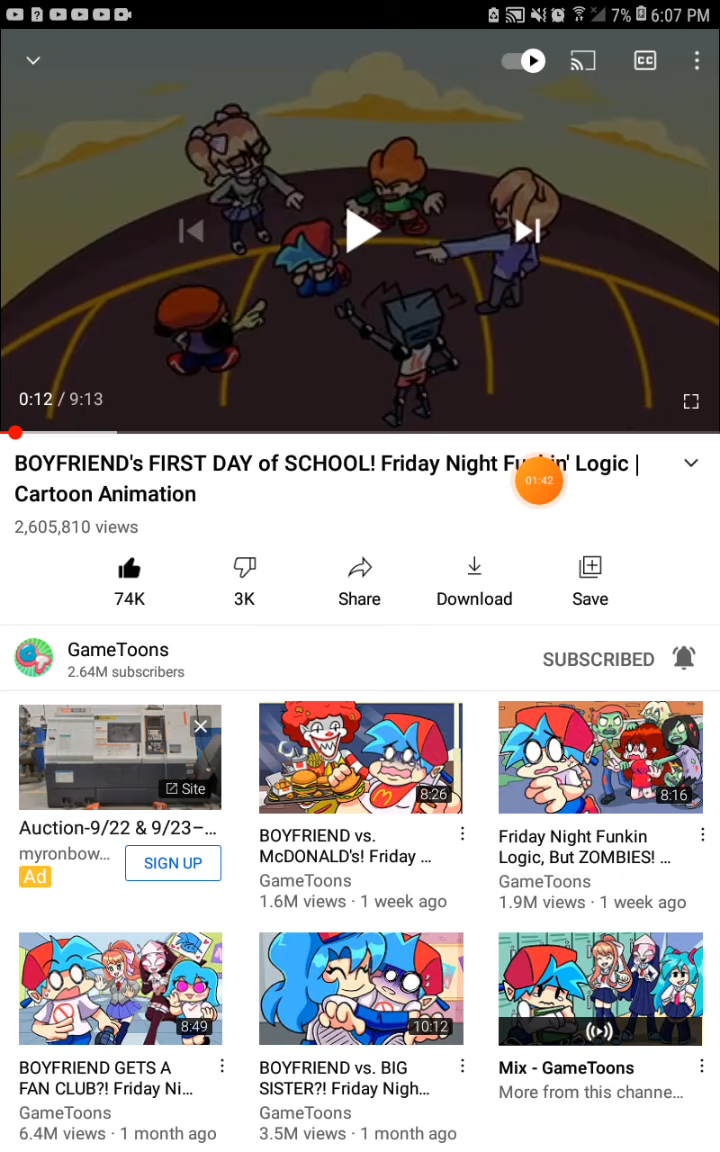 7% 6:07 PM
CC
0:12 / 9:13
BOYFRIEND's FIRST DAY of SCHOOL! Friday Night Fu in' Logic |
01:42
Cartoon Animation
2,605,810 views
74K 3K Share Download Save
GameToons
2.64M subscribers
SUBSCRIBED
Site
Auction-9/22 & 9/23–...
myronbow...
Ad
SIGN UP
8:26
BOYFRIEND vs.
McDONALD's! Friday ...
GameToons
1.6M views · 1 week ago
8:16
Friday Night Funkin
Logic, But ZOMBIES! ...
GameToons
1.9M views · 1 week ago
8:49
BOYFRIEND GETS A
FAN CLUB?! Friday Ni...
GameToons
6.4M views · 1 month ago
10:12
BOYFRIEND vs. BIG
SISTER?! Friday Nigh...
GameToons
3.5M views · 1 month ago
Mix - GameToons
More from this channe...